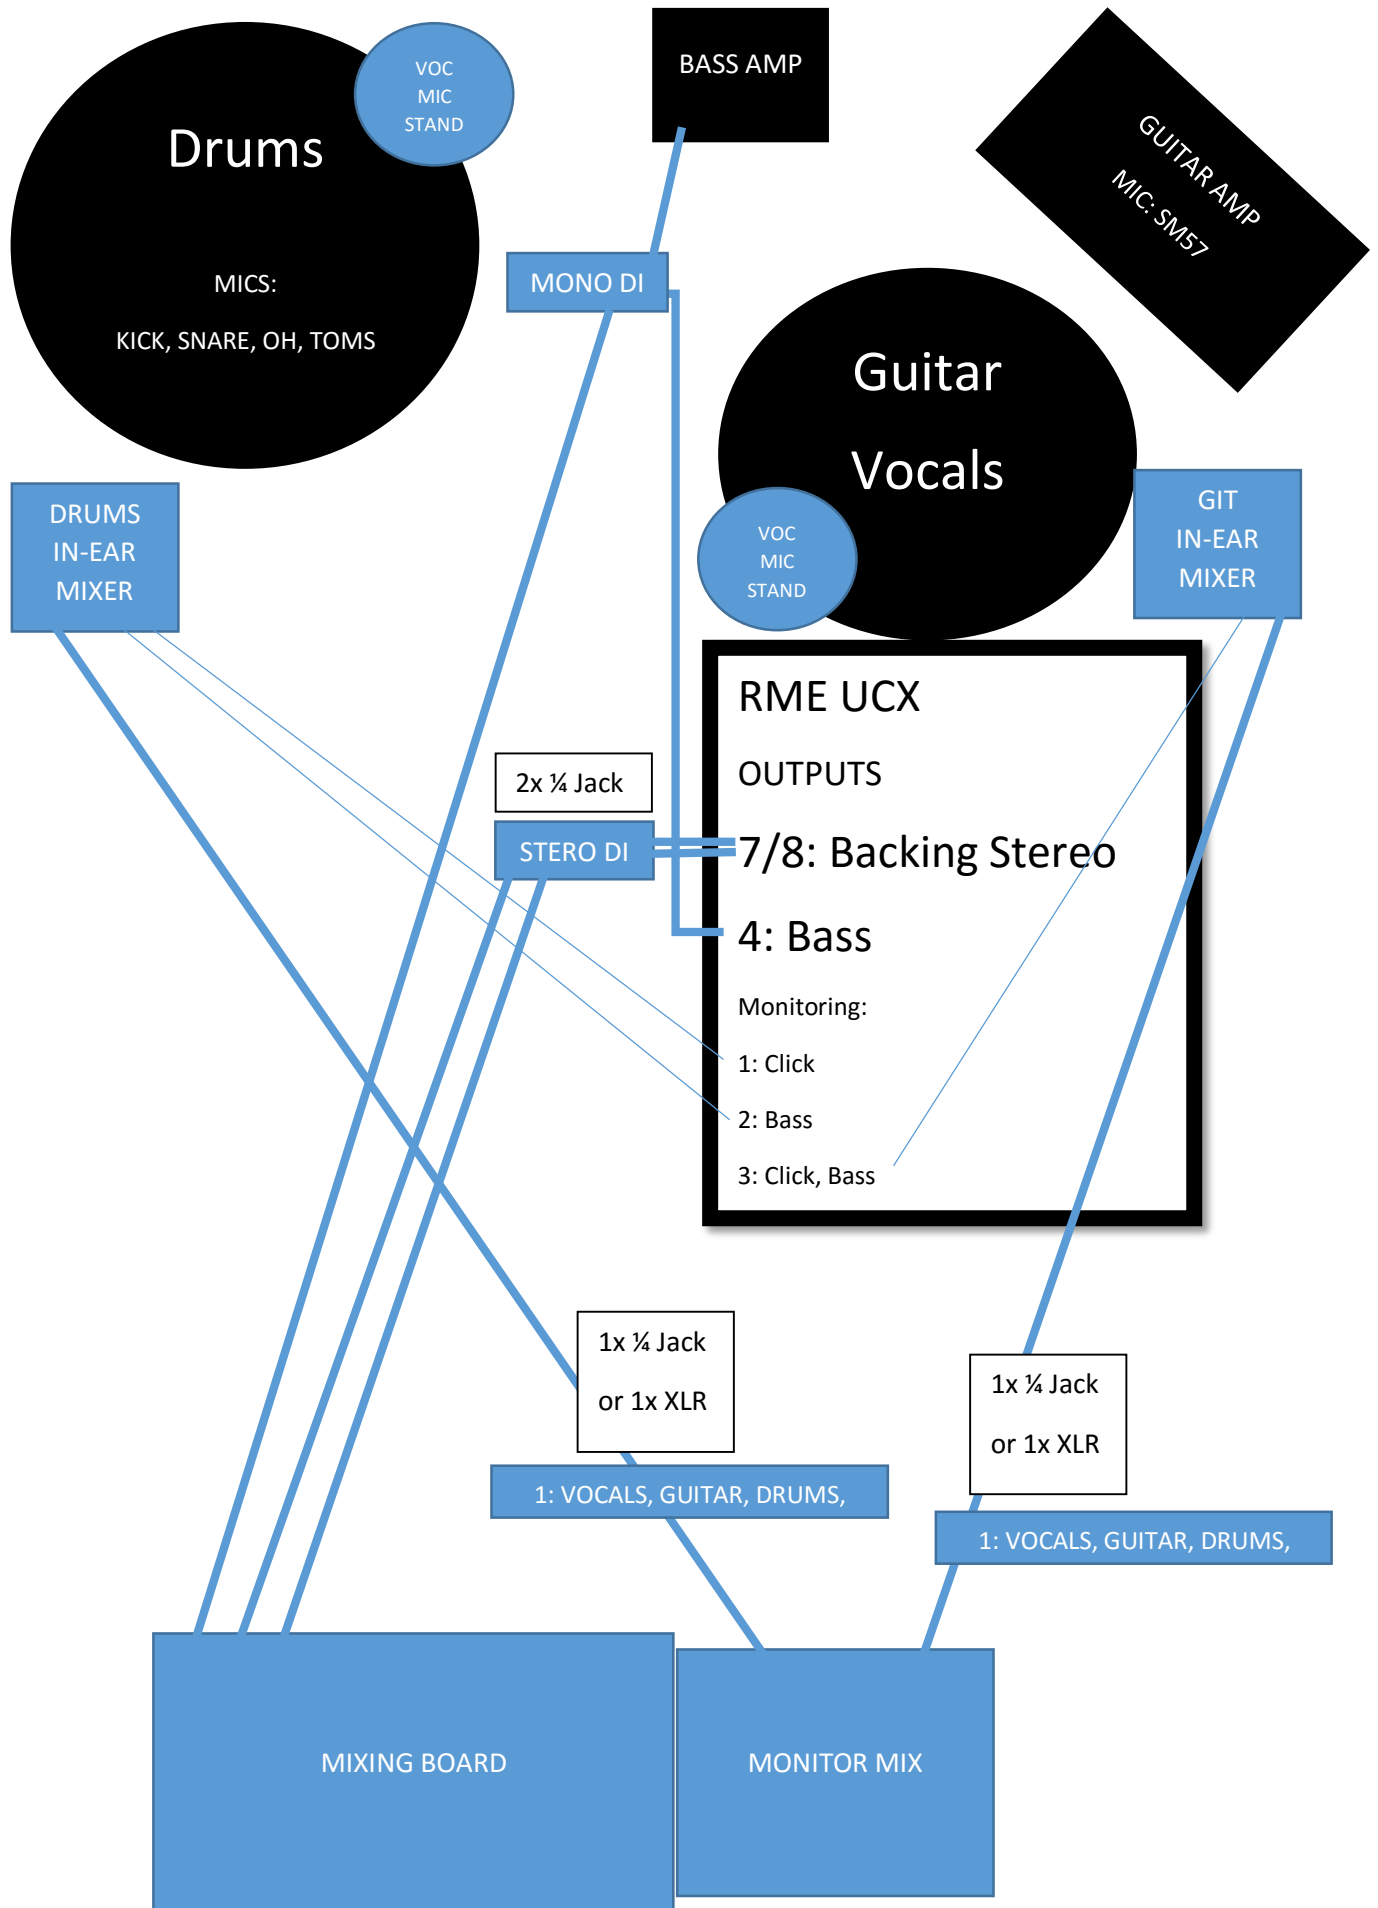 VOC
MIC
STAND
Drums
MICS:
KICK, SNARE, OH, TOMS
BASS AMP
GUITAR AMP
MIC: SM57
MONO DI
Guitar
Vocals
VOC
MIC
STAND
DRUMS
IN-EAR
MIXER
GIT
IN-EAR
MIXER
RME UCX
OUTPUTS
7/8: Backing Stereo
4: Bass
Monitoring:
1: Click
2: Bass
3: Click, Bass
2x ¼ Jack
STERO DI
1x ¼ Jack
or 1x XLR
1x ¼ Jack
or 1x XLR
1: VOCALS, GUITAR, DRUMS,
1: VOCALS, GUITAR, DRUMS,
MIXING BOARD
MONITOR MIX